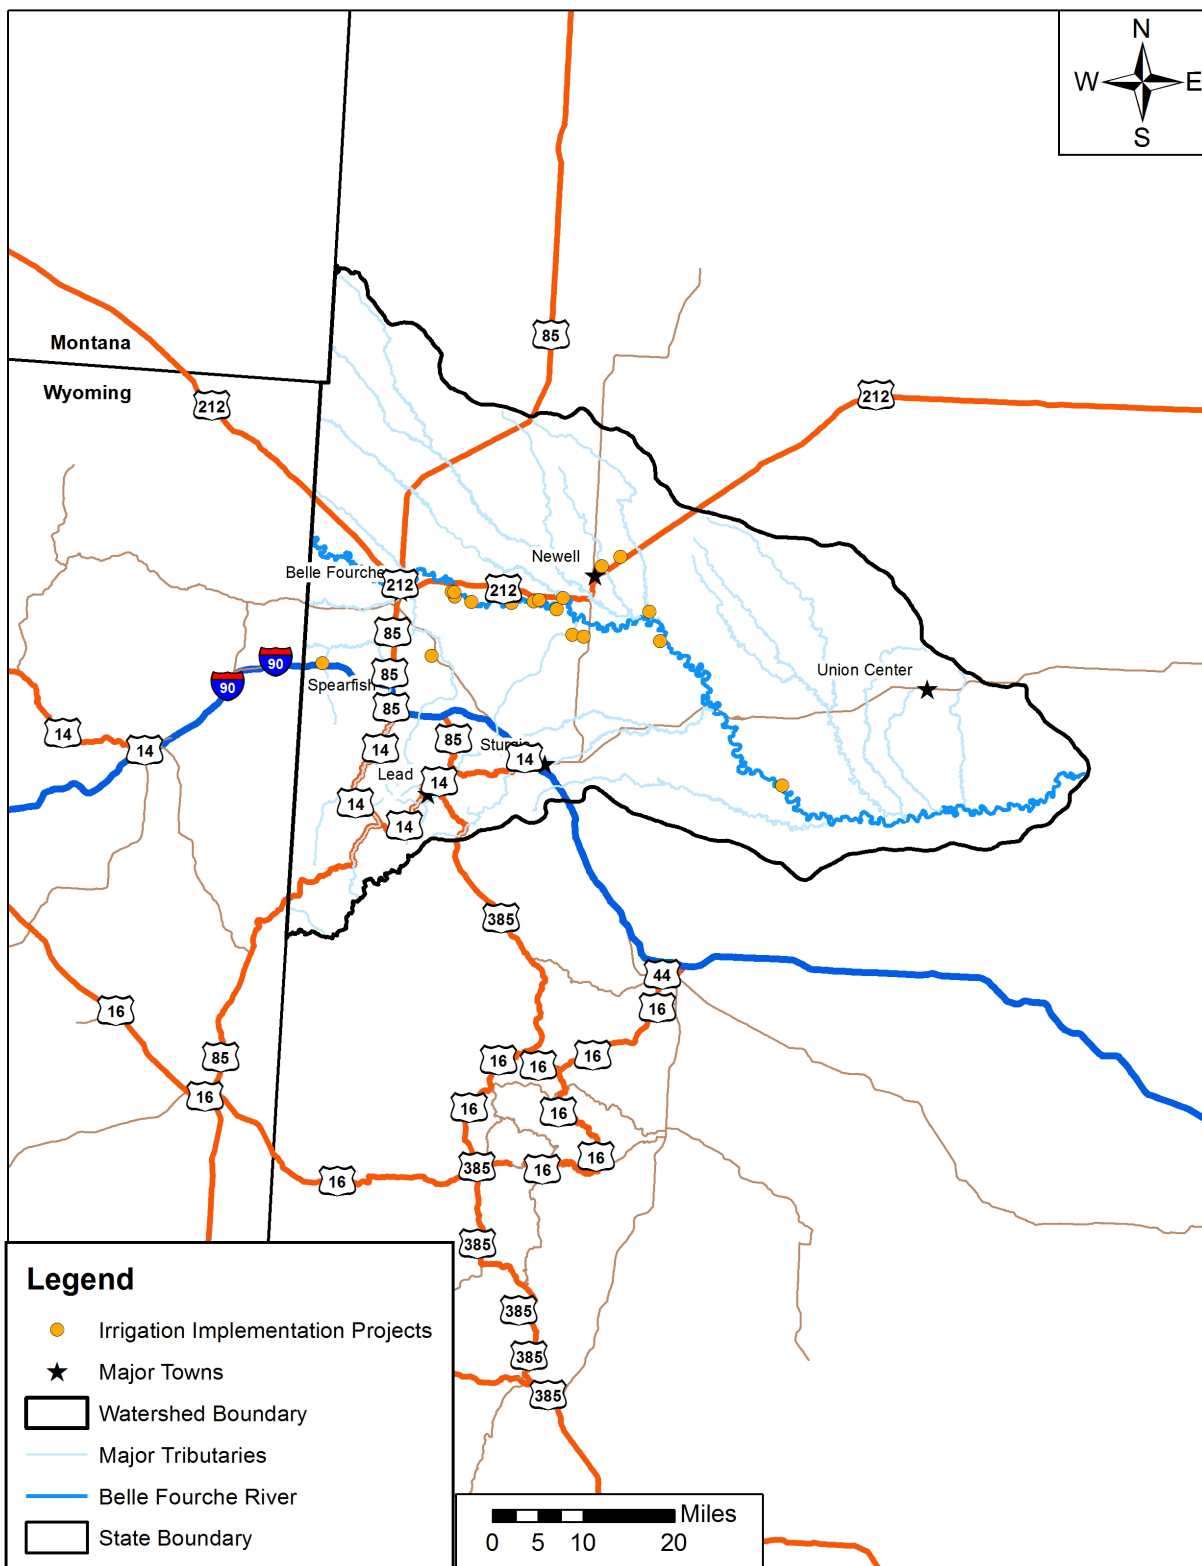 N
W E
S
85
Montana
212
Wyoming
212
Newell
Belle Fourche
212
212
85
90
85
Union Center
90
Spearfish
85
14
85
14
14
Sturgis
14
Lead
14
14
14
385
44
16
16
85
16
16
16
16
16
16
16
385
16
16
385
Legend
385
Irrigation Implementation Projects
385
Major Towns
385
Watershed Boundary
Major Tributaries
Belle Fourche River
State Boundary
Miles
0 5 10 20